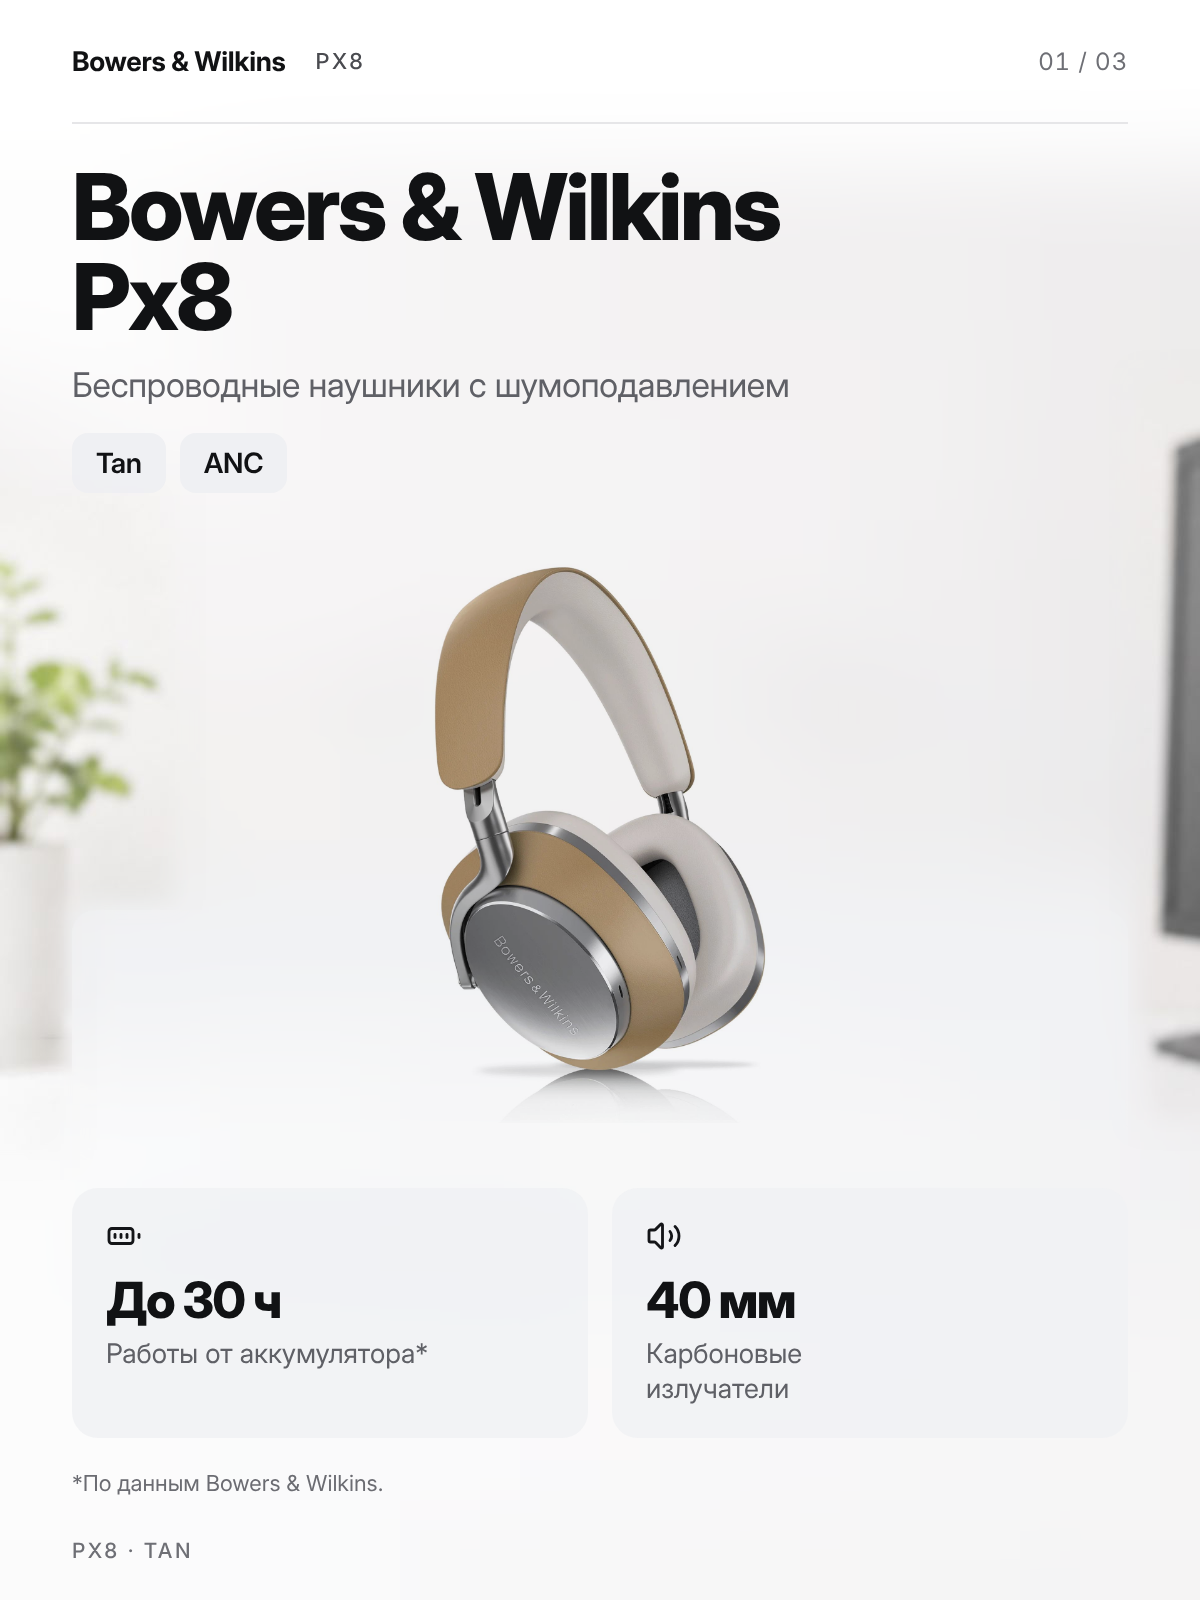 Bowers & Wilkins PX8 01 / 03
Bowers & Wilkins
Px8
Беспроводные наушники с шумоподавлением
Tan ANC
Bowers & Wilkins
До 30 ч
Работы от аккумулятора*
40 мм
Карбоновые
излучатели
*По данным Bowers & Wilkins.
PX8 · TAN